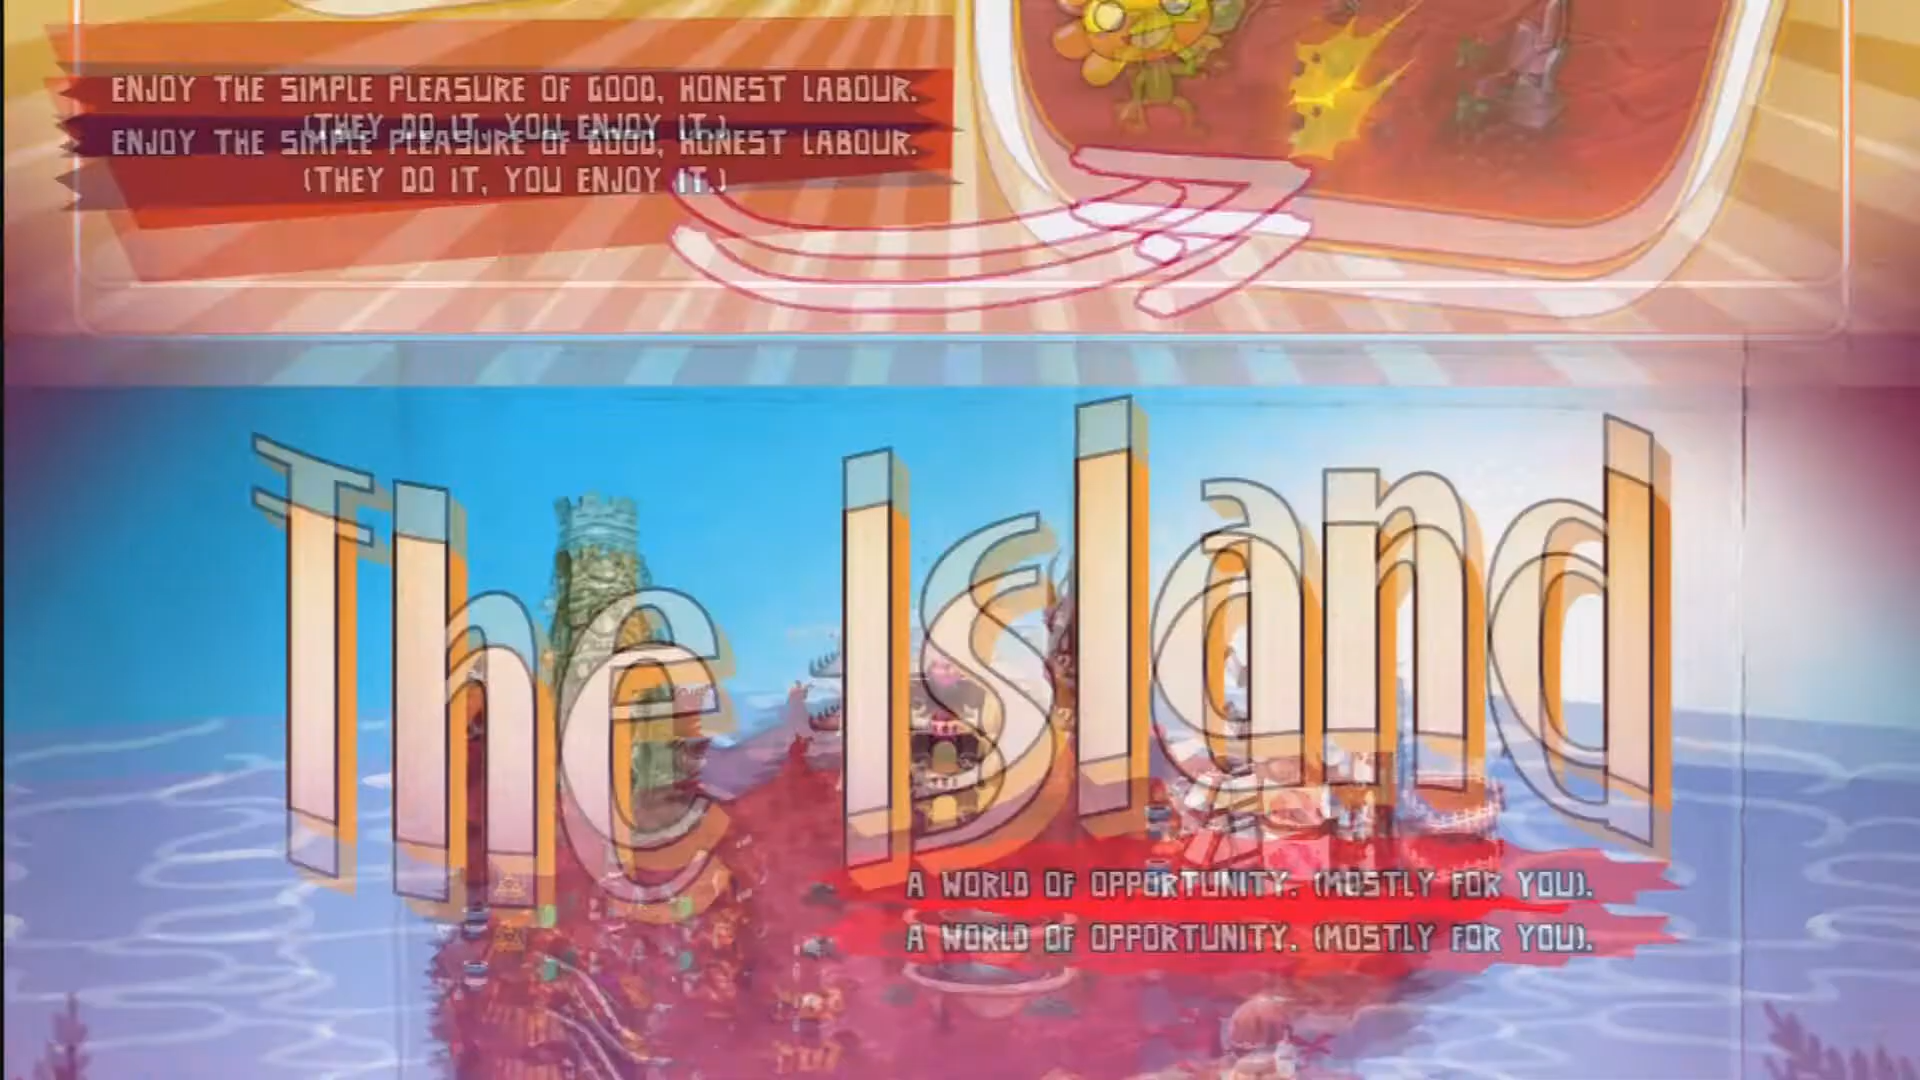 ENJOY THE SIMPLE PLEASURE OF GOOD, HONEST LABOUR.
(THEY DO IT, YOU ENJOY IT.)
ENJOY THE SIMPLE PLEASURE OF GOOD, HONEST LABOUR.
(THEY DO IT, YOU ENJOY IT.)
The Island
A WORLD OF OPPORTUNITY. (MOSTLY FOR YOU).
A WORLD OF OPPORTUNITY. (MOSTLY FOR YOU).